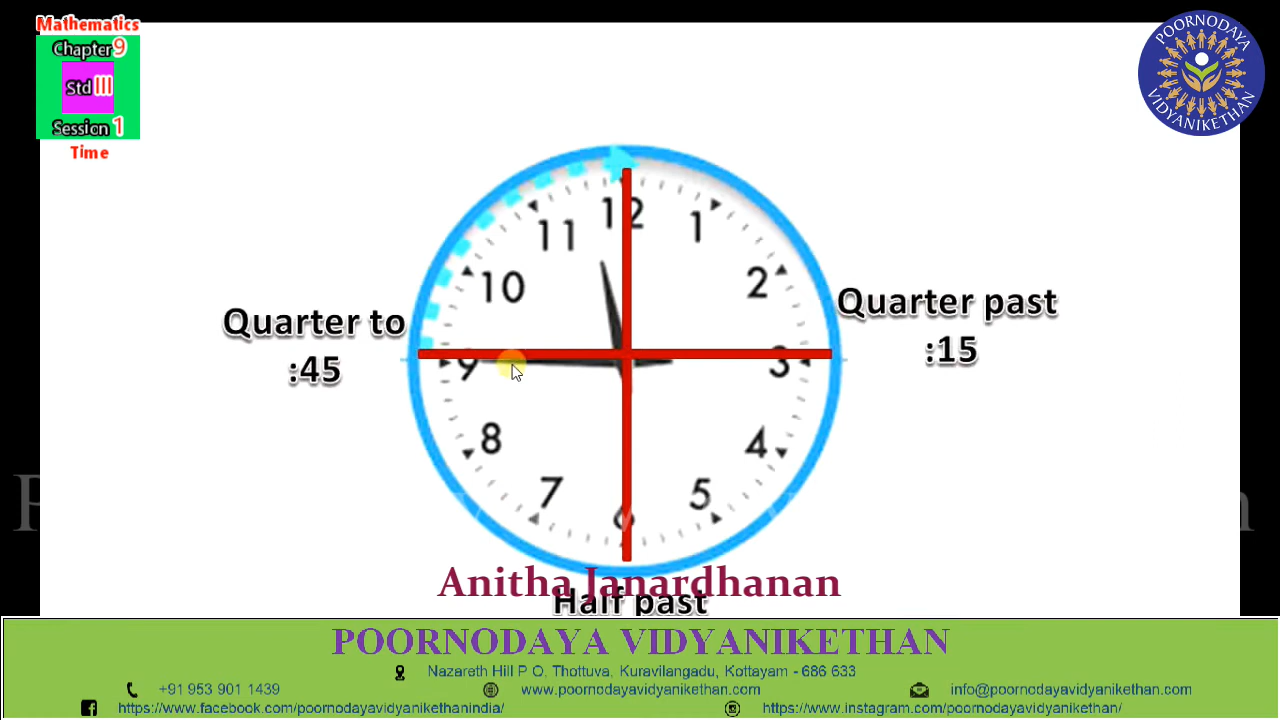 Mathematics
Chapter 9
Std III
Session 1
Time
POORNODAYA
VIDYANIKETHAN
12
11
1
10
2
Quarter to
:45
Quarter past
:15
9
3
8
4
7
5
6
Anitha Janardhanan
Half past
POORNODAYA VIDYANIKETHAN
Nazareth Hill P O, Thottuva, Kuravilangadu, Kottayam - 686 633
+91 953 901 1439
www.poornodayavidyanikethan.com
info@poornodayavidyanikethan.com
https://www.facebook.com/poornodayavidyanikethanindia/
https://www.instagram.com/poornodayavidyanikethan/